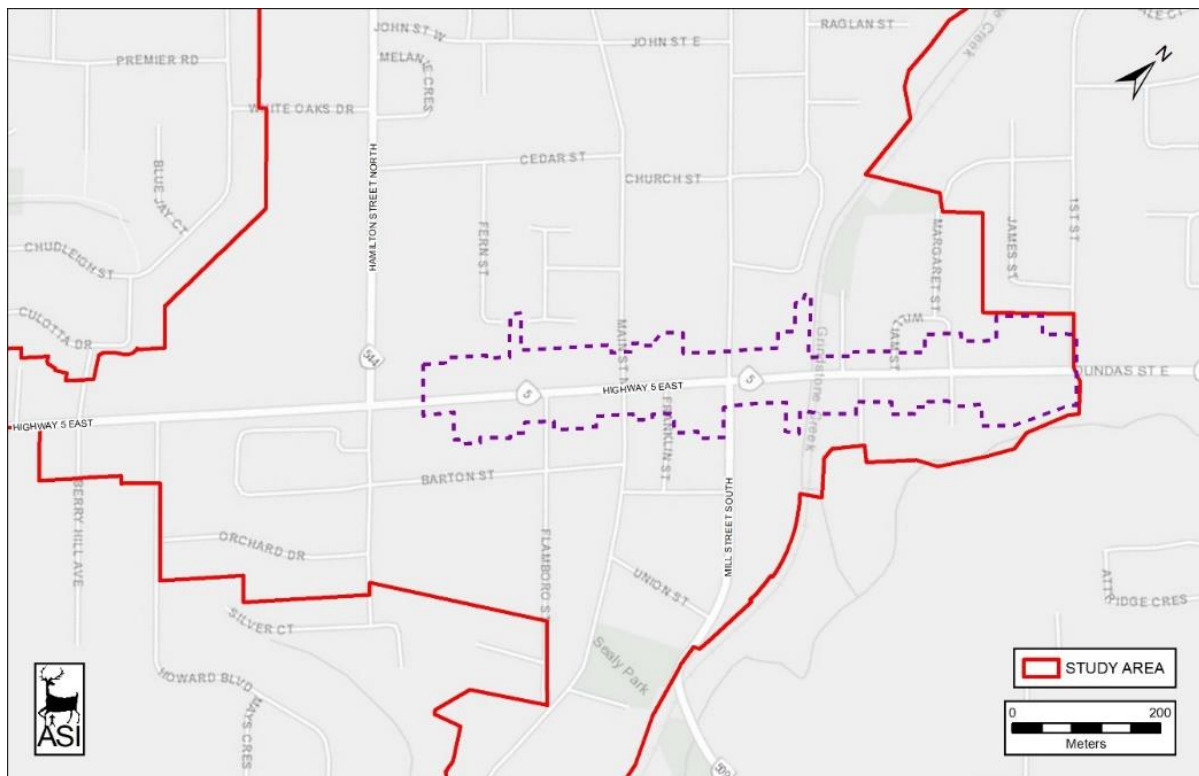 RAGLAN ST
JOHN ST W
JOHN ST E
PREMIER RD
N
WHITE OAKS DR
CEDAR ST
CHURCH ST
BLUE JAY CT
FERN ST
HAMILTON STREET NORTH
MARGARET ST
JAMES ST
1ST ST
CHUDLEIGH ST
CULOTTA DR
544
MAIN ST N
Grindstone Creek
5
HIGHWAY 5 EAST
5
DUNDAS ST E
HIGHWAY 5 EAST
FRANKLIN ST
BARTON ST
BERRY HILL AVE
ORCHARD DR
FLAMBORO ST
MILL STREET SOUTH
UNION ST
SILVER CT
Sealy Park
HOWARD BLVD
MAYS CRES
ASI
STUDY AREA
0 200
Meters